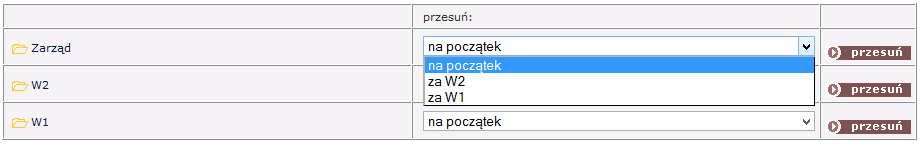 przesuń:
Zarząd na początek przesuń
na początek
W2 za W2 przesuń
za W1
W1 na początek przesuń